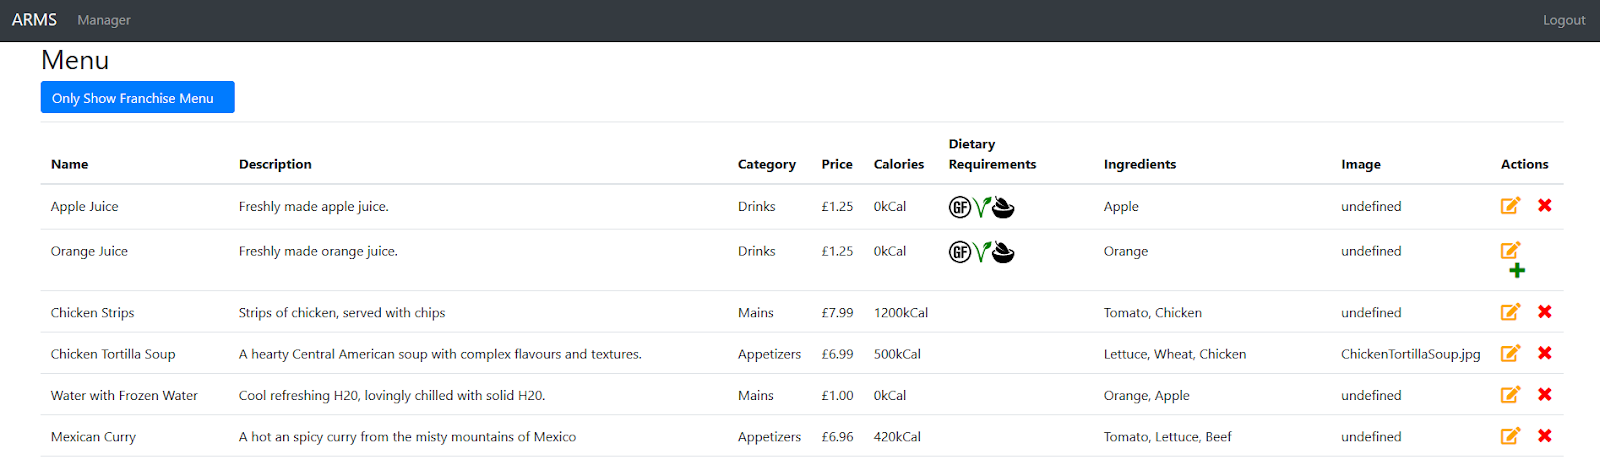 ARMS Manager Logout
Menu
Only Show Franchise Menu
Name Description Category Price Calories Dietary Requirements Ingredients Image Actions
Apple Juice Freshly made apple juice. Drinks £1.25 0kCal GF Apple undefined
Orange Juice Freshly made orange juice. Drinks £1.25 0kCal GF Orange undefined
Chicken Strips Strips of chicken, served with chips Mains £7.99 1200kCal Tomato, Chicken undefined
Chicken Tortilla Soup A hearty Central American soup with complex flavours and textures. Appetizers £6.99 500kCal Lettuce, Wheat, Chicken ChickenTortillaSoup.jpg
Water with Frozen Water Cool refreshing H20, lovingly chilled with solid H20. Mains £1.00 0kCal Orange, Apple undefined
Mexican Curry A hot an spicy curry from the misty mountains of Mexico Appetizers £6.96 420kCal Tomato, Lettuce, Beef undefined